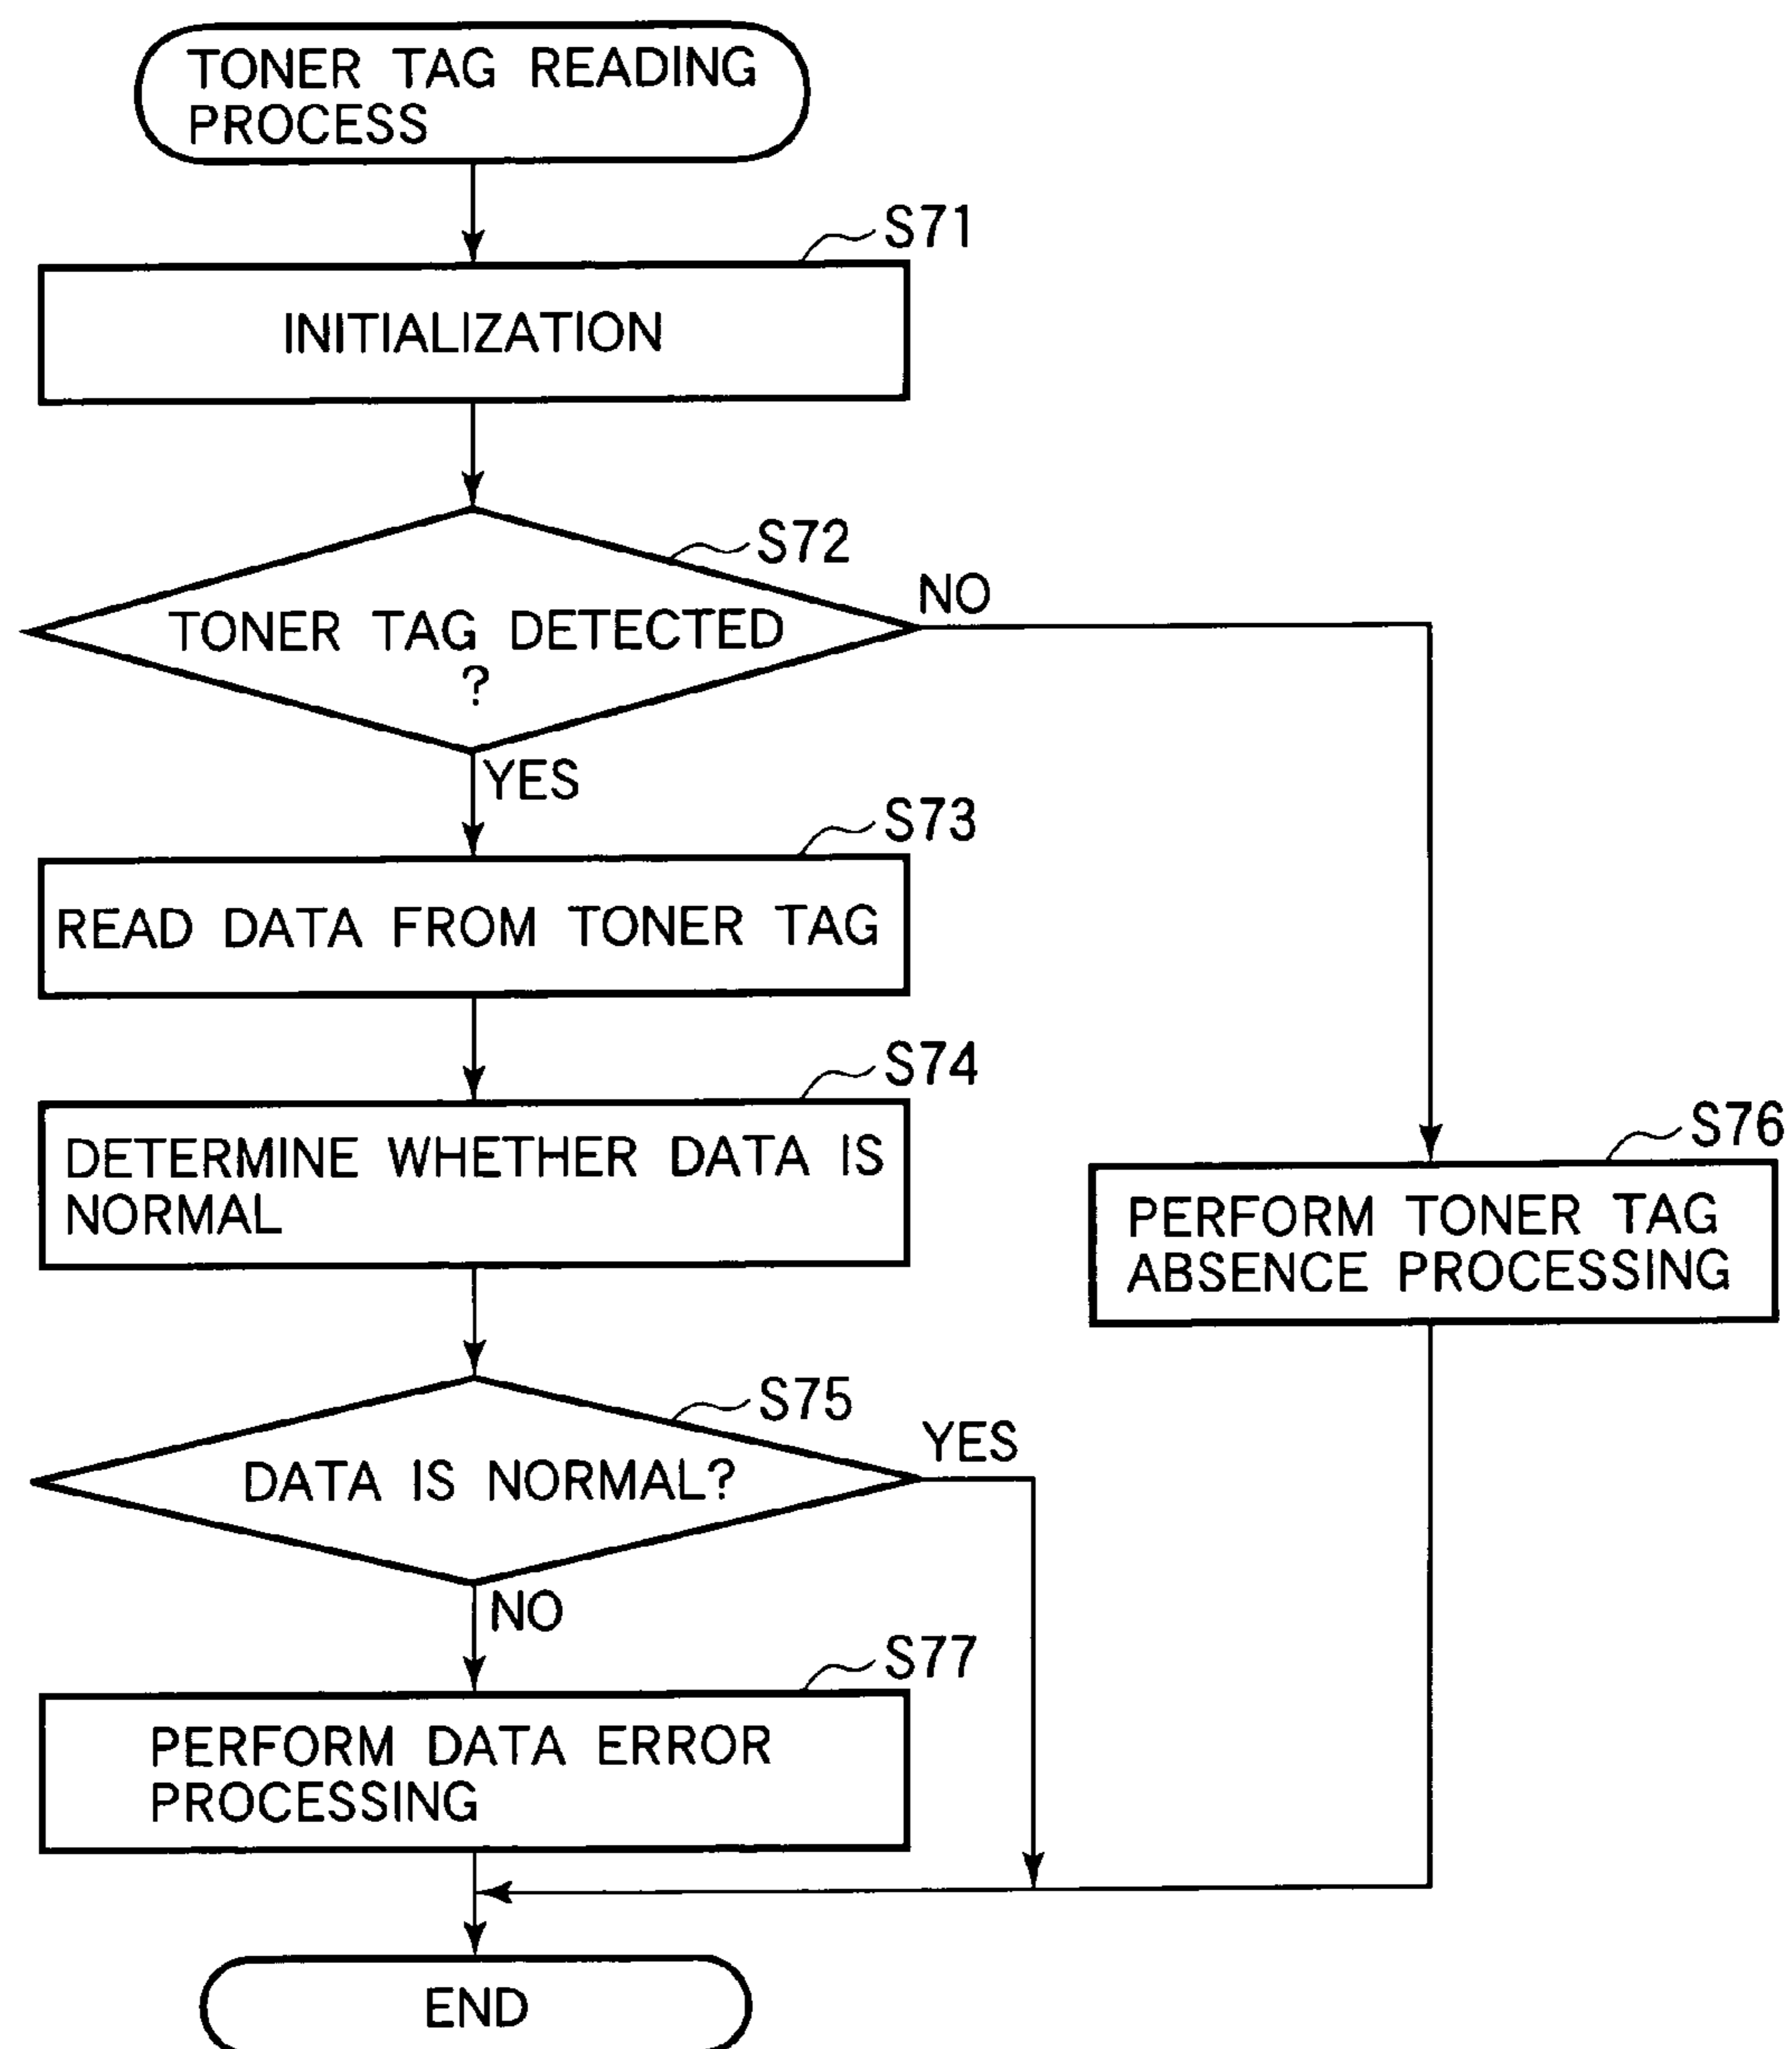 TONER TAG READING
PROCESS
S71
INITIALIZATION
S72
TONER TAG DETECTED
?
NO
YES
S73
READ DATA FROM TONER TAG
S74
DETERMINE WHETHER DATA IS
NORMAL
S76
PERFORM TONER TAG
ABSENCE PROCESSING
S75
DATA IS NORMAL?
YES
NO
S77
PERFORM DATA ERROR
PROCESSING
END